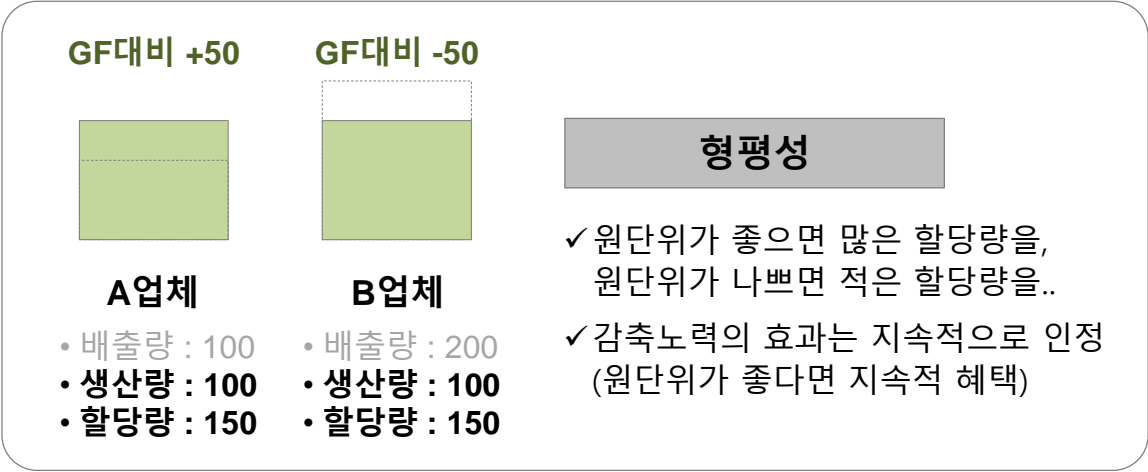 GF대비 +50
GF대비 -50
A업체
• 배출량 : 100
• 생산량 : 100
• 할당량 : 150
B업체
• 배출량 : 200
• 생산량 : 100
• 할당량 : 150
형평성
✓ 원단위가 좋으면 많은 할당량을,
원단위가 나쁘면 적은 할당량을..
✓ 감축노력의 효과는 지속적으로 인정
(원단위가 좋다면 지속적 혜택)